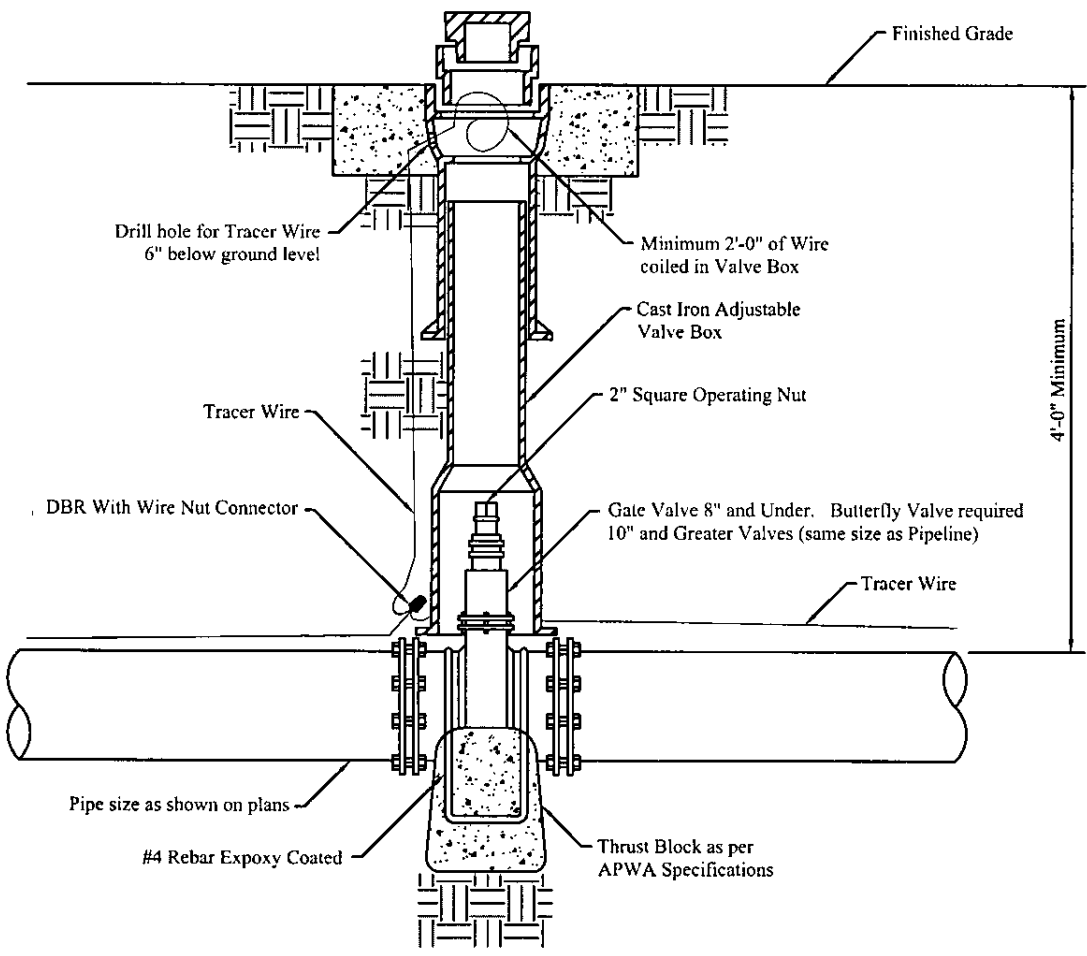 Finished Grade
Drill hole for Tracer Wire
6" below ground level
Minimum 2'-0" of Wire
coiled in Valve Box
Cast Iron Adjustable
Valve Box
4'-0" Minimum
2" Square Operating Nut
Tracer Wire
DBR With Wire Nut Connector
Gate Valve 8" and Under. Butterfly Valve required
10" and Greater Valves (same size as Pipeline)
Tracer Wire
Pipe size as shown on plans
#4 Rebar Expoxy Coated
Thrust Block as per
APWA Specifications